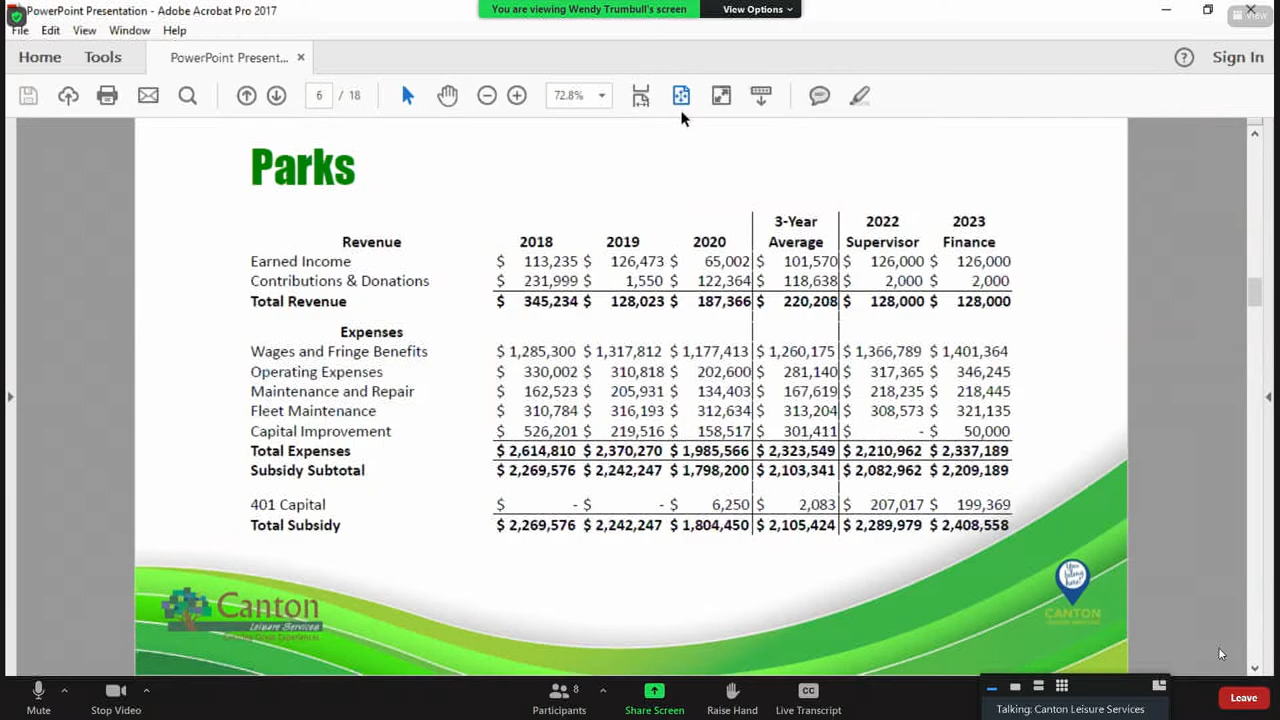 PowerPoint Presentation - Adobe Acrobat Pro 2017
You are viewing Wendy Trumbull's screen
View Options
View
File Edit View Window Help
Home Tools PowerPoint Present... ×
Sign In
6 / 18 72.8%
Parks
Revenue 2018 2019 2020 3-Year Average 2022 Supervisor 2023 Finance
Earned Income $ 113,235 $ 126,473 $ 65,002 $ 101,570 $ 126,000 $ 126,000
Contributions & Donations $ 231,999 $ 1,550 $ 122,364 $ 118,638 $ 2,000 $ 2,000
Total Revenue $ 345,234 $ 128,023 $ 187,366 $ 220,208 $ 128,000 $ 128,000
Expenses
Wages and Fringe Benefits $ 1,285,300 $ 1,317,812 $ 1,177,413 $ 1,260,175 $ 1,366,789 $ 1,401,364
Operating Expenses $ 330,002 $ 310,818 $ 202,600 $ 281,140 $ 317,365 $ 346,245
Maintenance and Repair $ 162,523 $ 205,931 $ 134,403 $ 167,619 $ 218,235 $ 218,445
Fleet Maintenance $ 310,784 $ 316,193 $ 312,634 $ 313,204 $ 308,573 $ 321,135
Capital Improvement $ 526,201 $ 219,516 $ 158,517 $ 301,411 $ - $ 50,000
Total Expenses $ 2,614,810 $ 2,370,270 $ 1,985,566 $ 2,323,549 $ 2,210,962 $ 2,337,189
Subsidy Subtotal $ 2,269,576 $ 2,242,247 $ 1,798,200 $ 2,103,341 $ 2,082,962 $ 2,209,189
401 Capital $ - $ - $ 6,250 $ 2,083 $ 207,017 $ 199,369
Total Subsidy $ 2,269,576 $ 2,242,247 $ 1,804,450 $ 2,105,424 $ 2,289,979 $ 2,408,558
Canton
Leisure Services
You
belong
here!
CANTON
LEISURE SERVICES
Mute Stop Video Participants 8 Share Screen Raise Hand CC Live Transcript
Talking: Canton Leisure Services
Leave